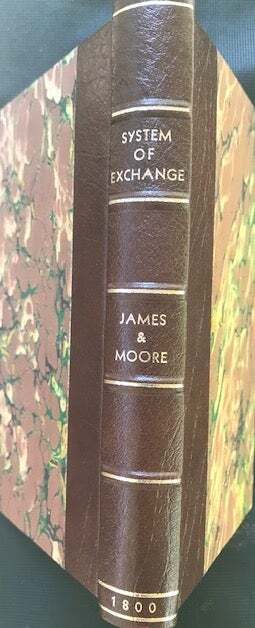 SYSTEM
OF
EXCHANGE
JAMES
&
MOORE
1800